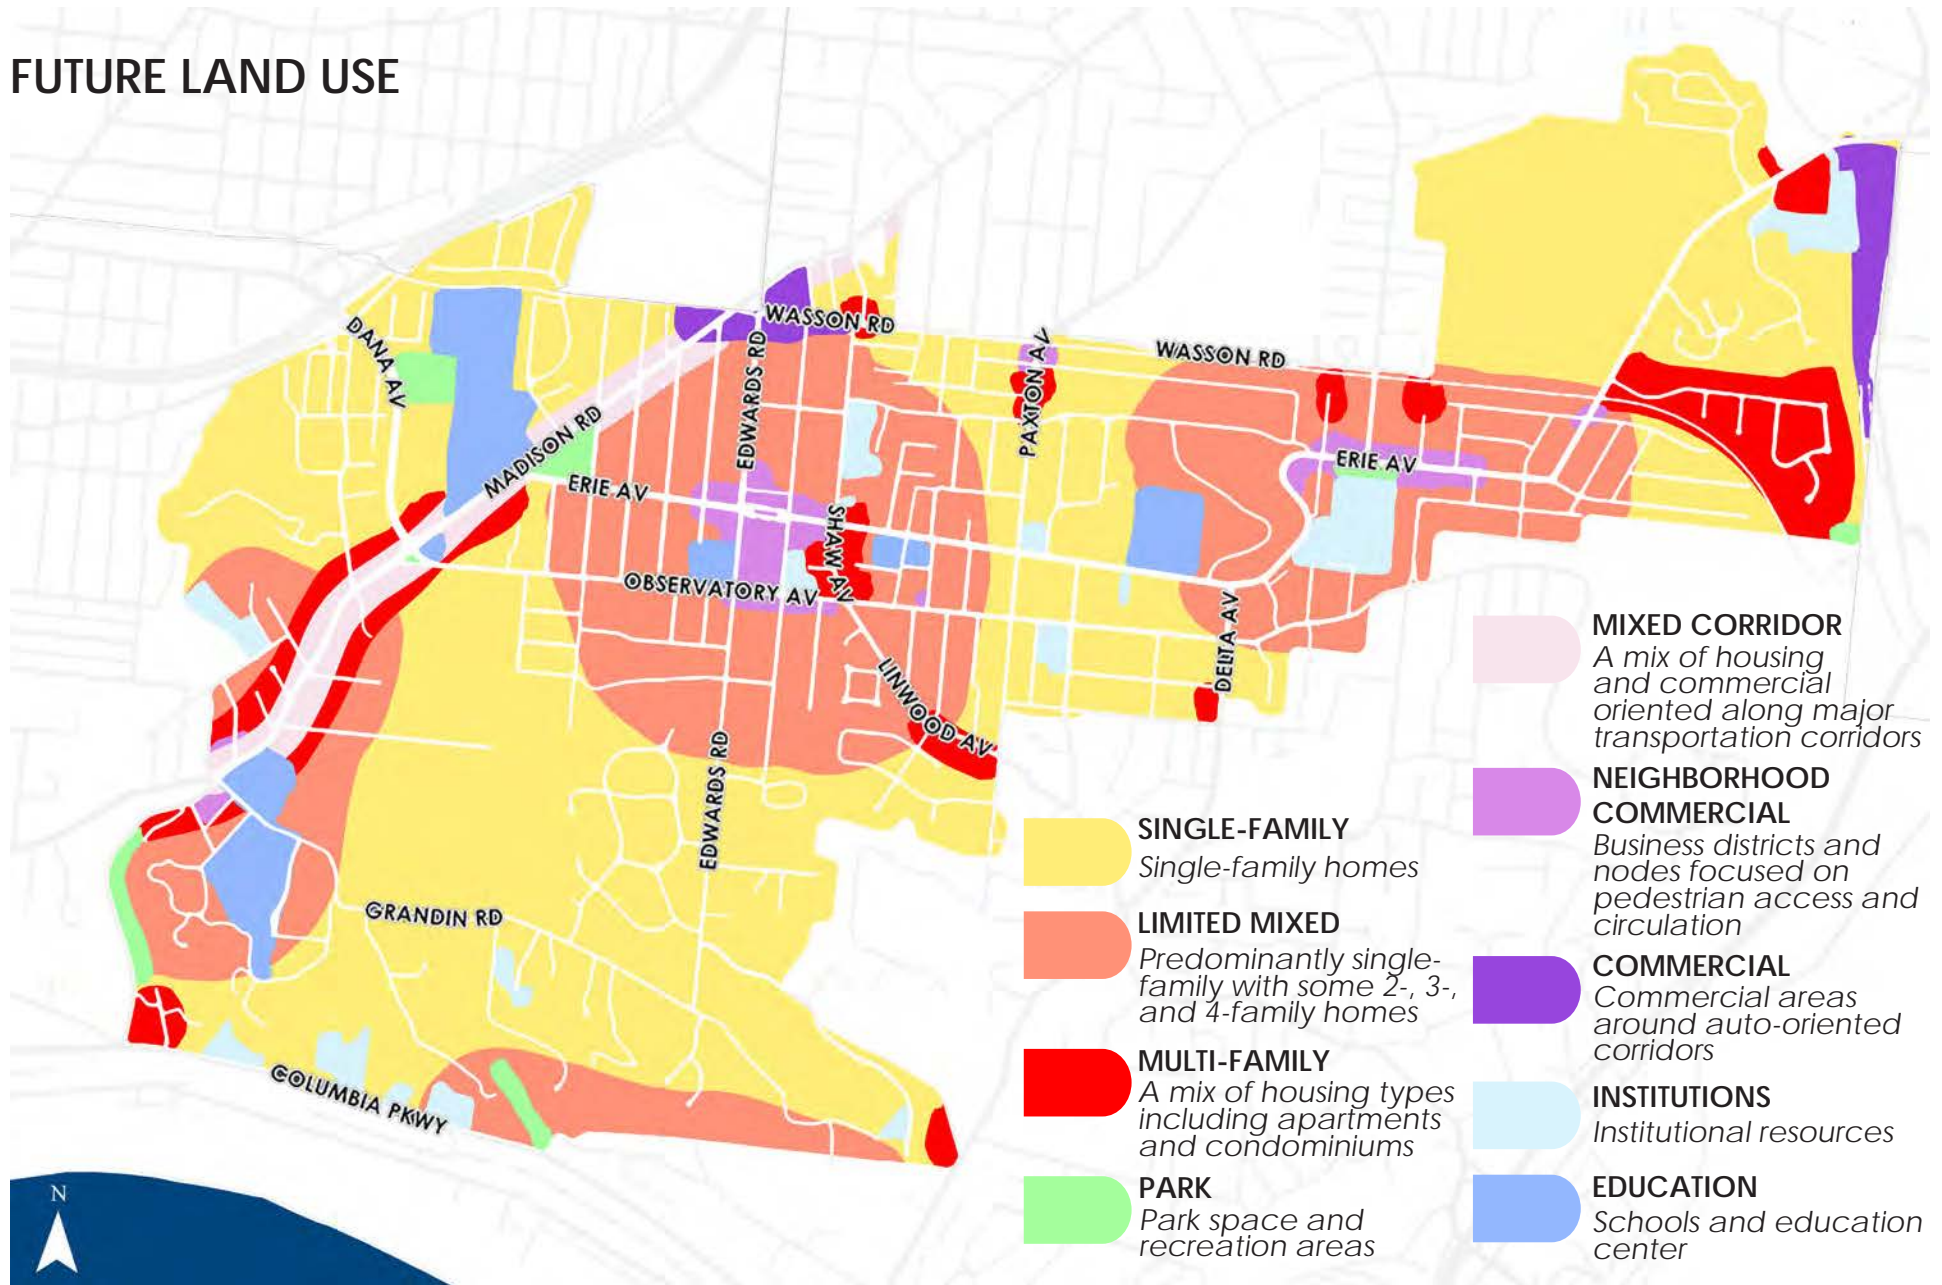 FUTURE LAND USE
WASSON RD
DANA AV
EDWARDS RD
PAXTON AV
WASSON RD
MADISON RD
ERIE AV
ERIE AV
SHAW AV
OBSERVATORY AV
DELTA AV
LINWOOD AV
EDWARDS RD
GRANDIN RD
COLUMBIA PKWY
N
SINGLE-FAMILY
Single-family homes
LIMITED MIXED
Predominantly single-
family with some 2-, 3-,
and 4-family homes
MULTI-FAMILY
A mix of housing types
including apartments
and condominiums
PARK
Park space and
recreation areas
MIXED CORRIDOR
A mix of housing
and commercial
oriented along major
transportation corridors
NEIGHBORHOOD
COMMERCIAL
Business districts and
nodes focused on
pedestrian access and
circulation
COMMERCIAL
Commercial areas
around auto-oriented
corridors
INSTITUTIONS
Institutional resources
EDUCATION
Schools and education
center